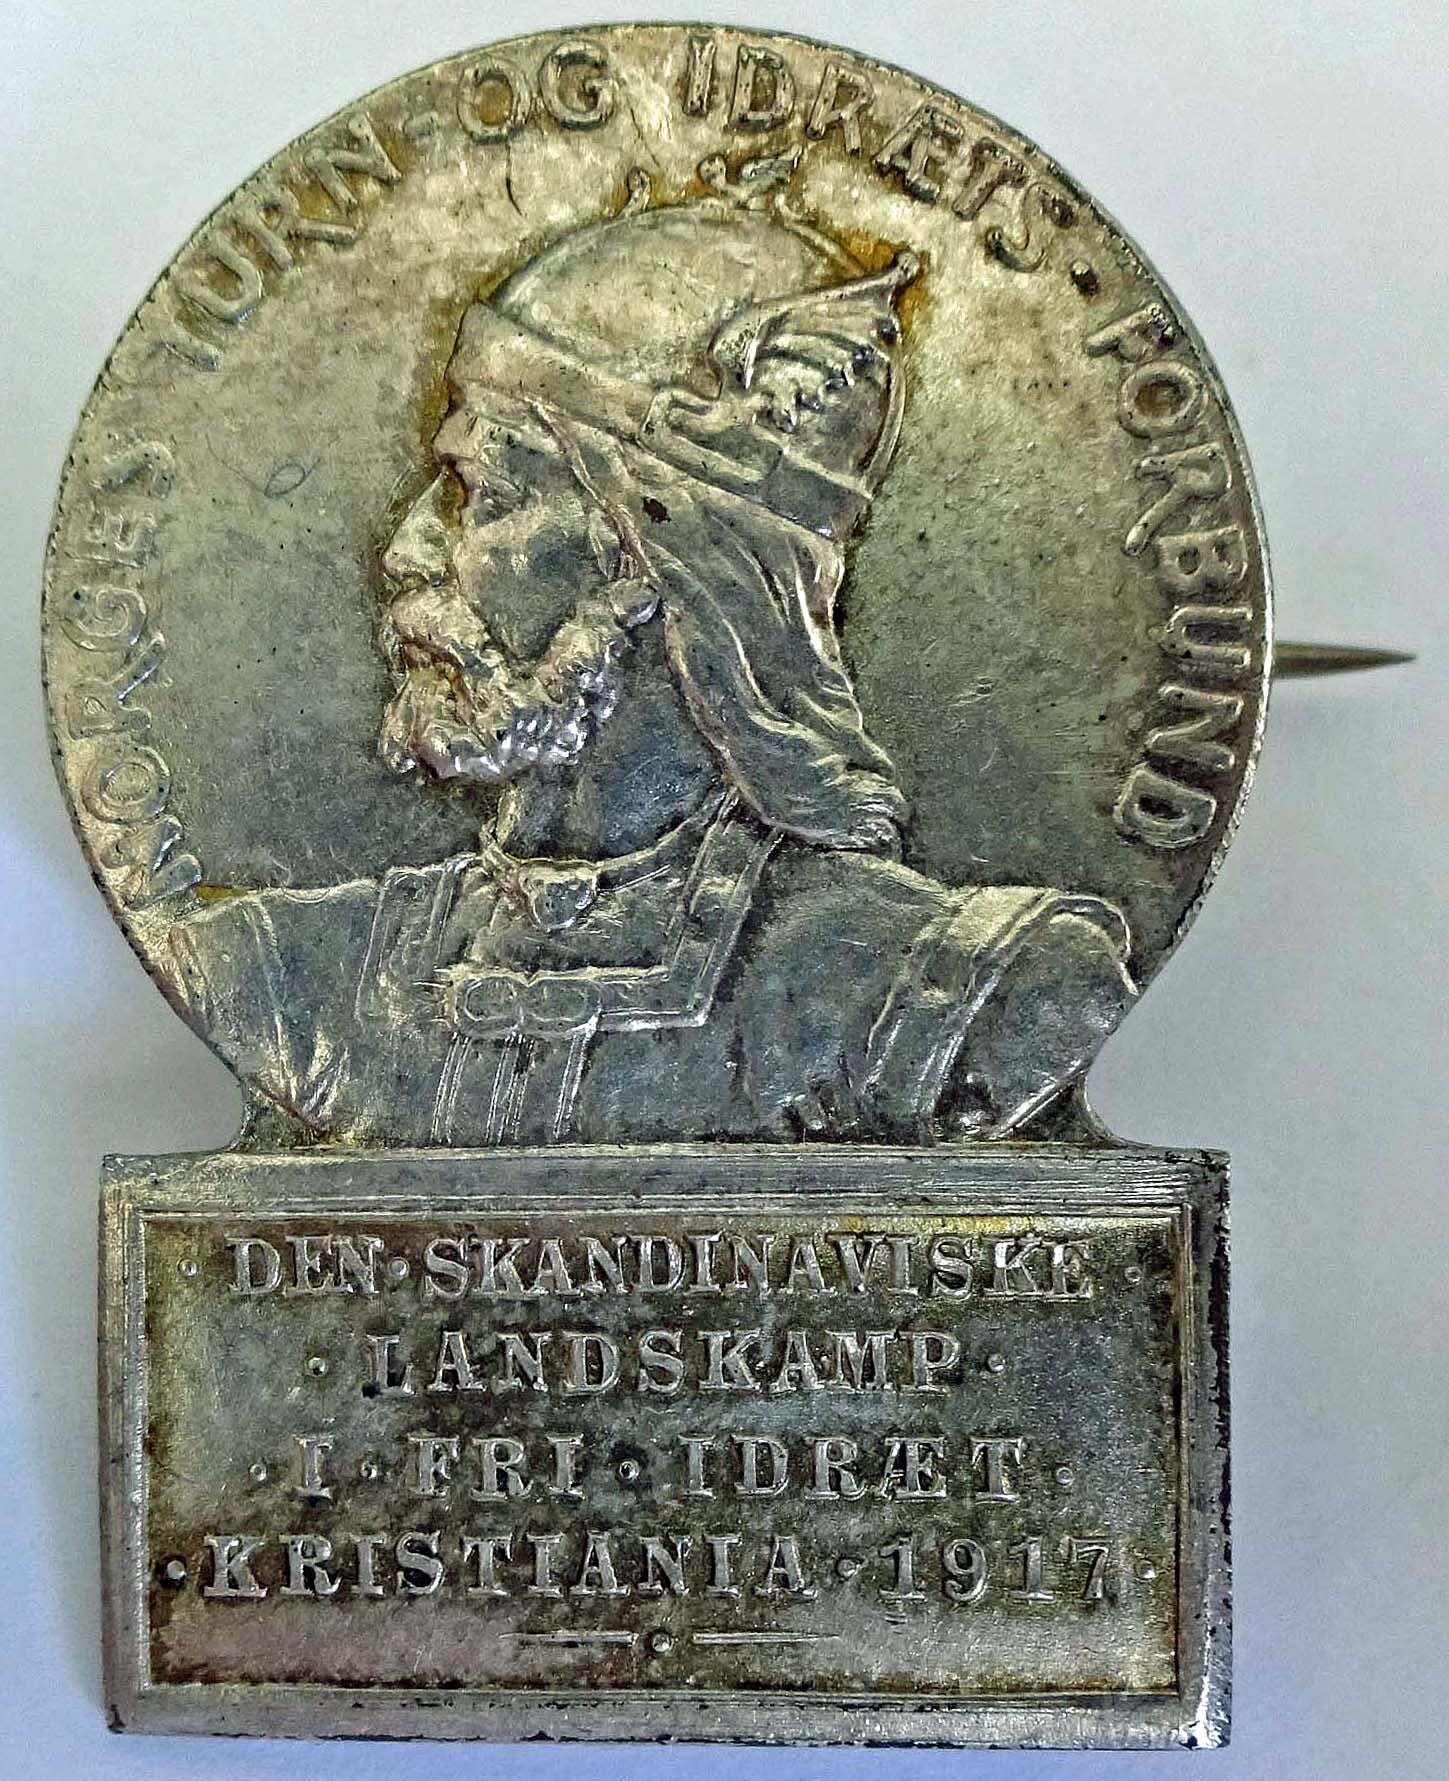 NORGES TURN-OG IDRÆTS·FORBUND
·DEN·SKANDINAVISKE·
·LANDSKAMP·
·I·FRI·IDRÆT·
·KRISTIANIA·1917·